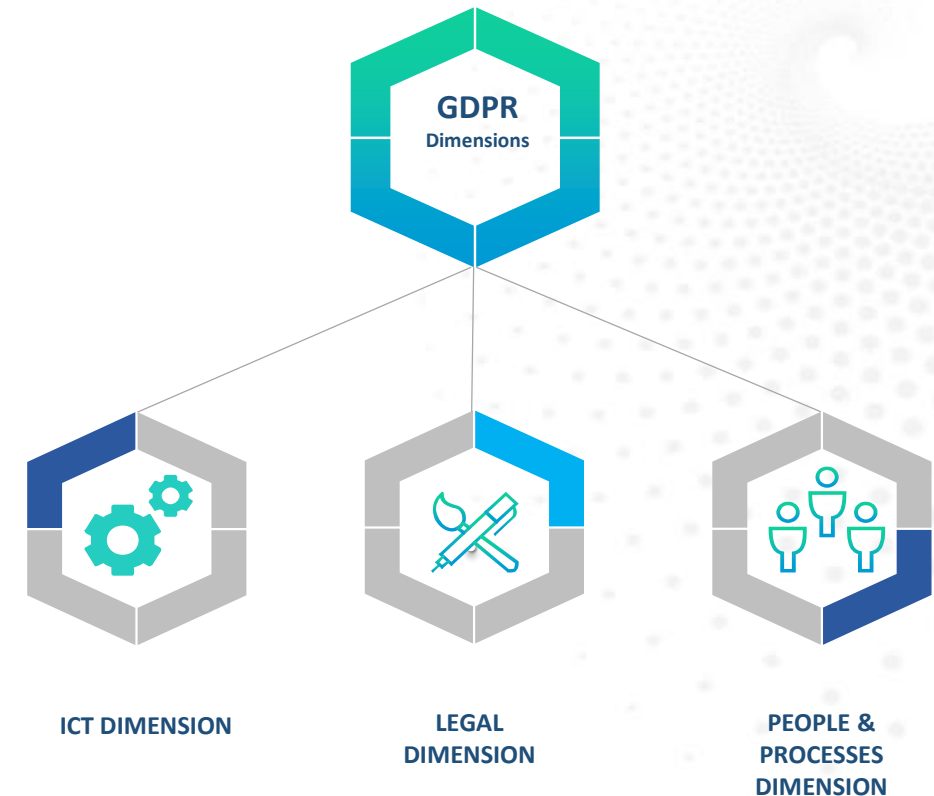 GDPR
Dimensions
ICT DIMENSION
LEGAL
DIMENSION
PEOPLE &
PROCESSES
DIMENSION